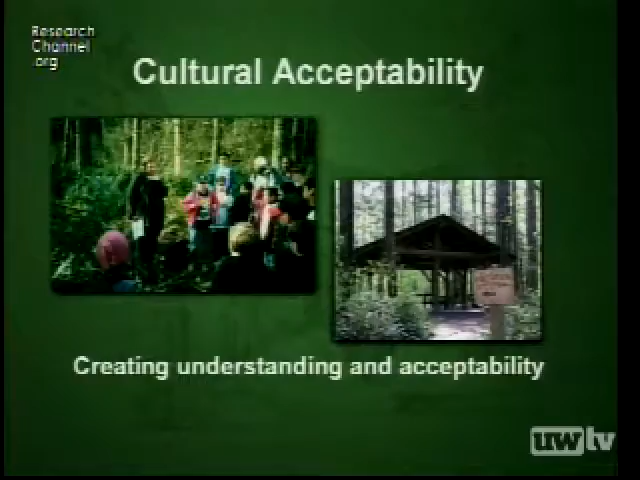 Research
Channel
.org
Cultural Acceptability
Creating understanding and acceptability
uwtv